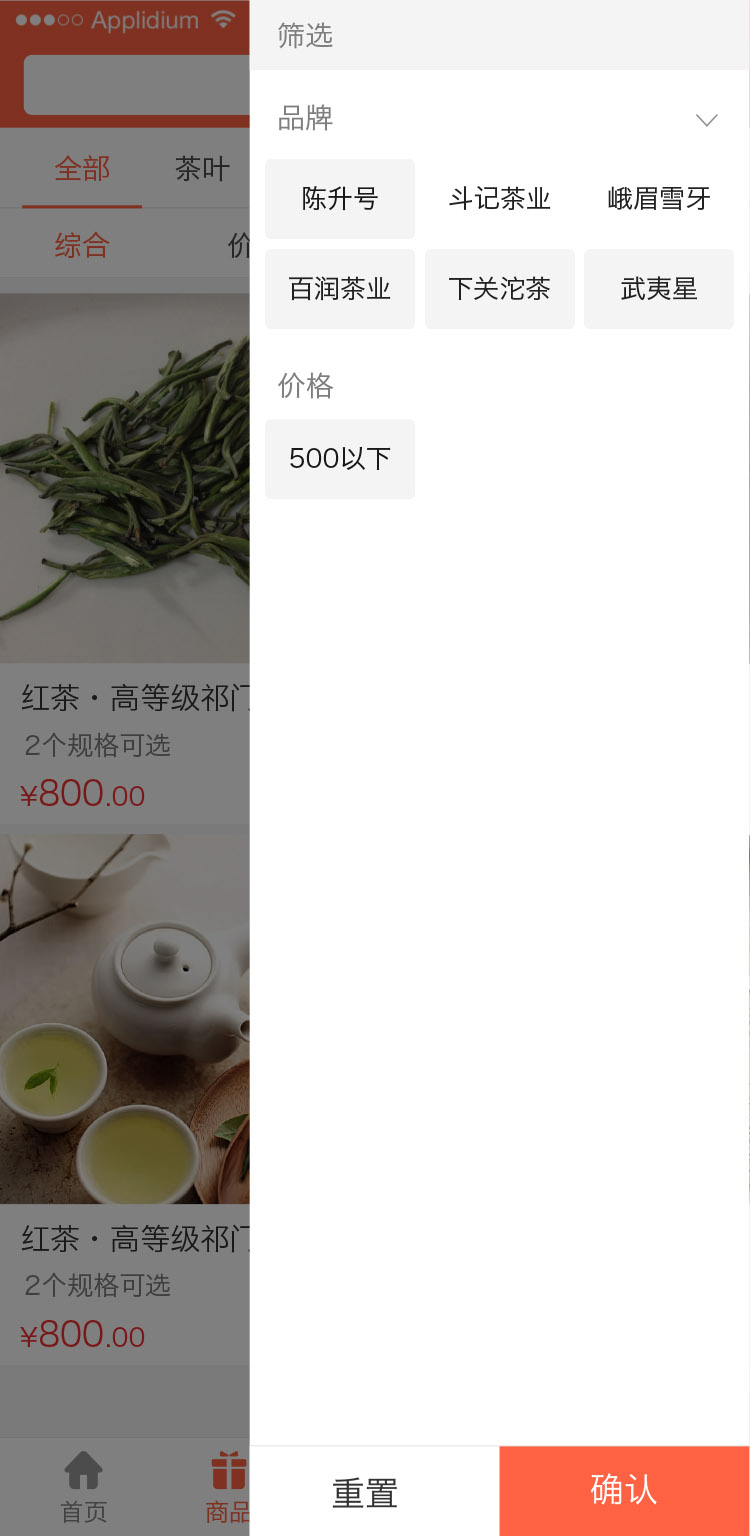 Applidium
筛选
品牌
陈升号 斗记茶业 峨眉雪牙
百润茶业 下关沱茶 武夷星
价格
500以下
重置 确认
全部 茶叶
综合 价
红茶·高等级祁门
2个规格可选
¥800.00
红茶·高等级祁门
2个规格可选
¥800.00
首页 商品